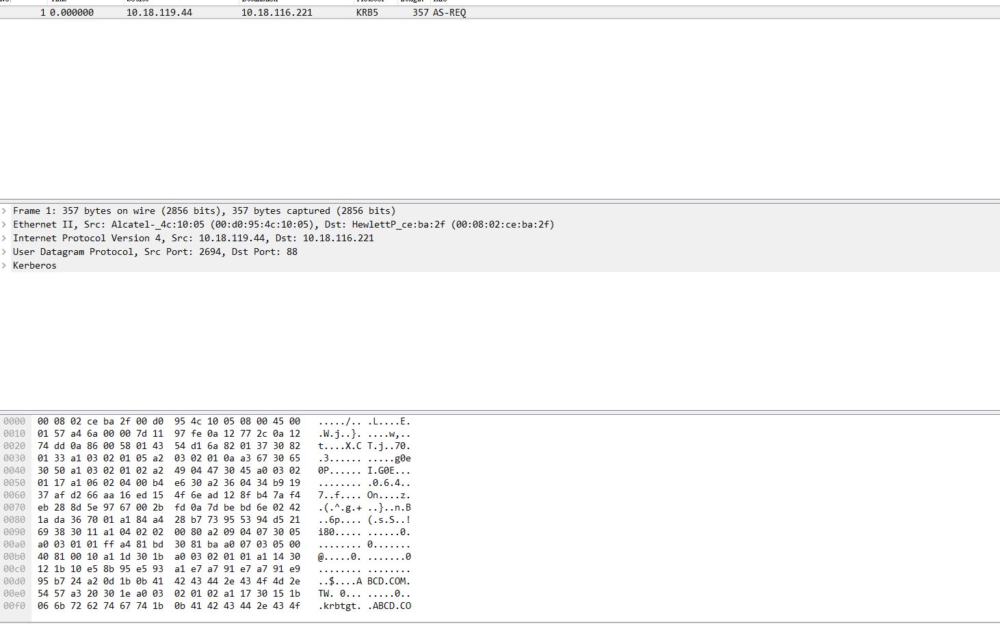 1 0.000000 10.18.119.44 10.18.116.221 KRB5 357 AS-REQ
Frame 1: 357 bytes on wire (2856 bits), 357 bytes captured (2856 bits)
Ethernet II, Src: Alcatel-_4c:10:05 (00:d0:95:4c:10:05), Dst: HewlettP_ce:ba:2f (00:08:02:ce:ba:2f)
Internet Protocol Version 4, Src: 10.18.119.44, Dst: 10.18.116.221
User Datagram Protocol, Src Port: 2694, Dst Port: 88
Kerberos
0000 00 08 02 ce ba 2f 00 d0 95 4c 10 05 08 00 45 00 ...../.. .L....E.
0010 01 57 a4 6a 00 00 7d 11 97 fe 0a 12 77 2c 0a 12 .W.j..}. ....w,..
0020 74 dd 0a 86 00 58 01 43 54 d1 6a 82 01 37 30 82 t....X.C T.j..70.
0030 01 33 a1 03 02 01 05 a2 03 02 01 0a a3 67 30 65 .3...... .....g0e
0040 30 50 a1 03 02 01 02 a2 49 04 47 30 45 a0 03 02 0P...... I.G0E...
0050 01 17 a1 06 02 04 00 b4 e6 30 a2 36 04 34 b9 19 ........ .0.6.4..
0060 37 af d2 66 aa 16 ed 15 4f 6e ad 12 8f b4 7a f4 7..f.... On....z.
0070 eb 28 8d 5e 97 67 00 2b fd 0a 7d be bd 6e 02 42 .(.^.g.+ ..}..n.B
0080 1a da 36 70 01 a1 84 a4 28 b7 73 95 53 94 d5 21 ..6p.... (.s.S..!
0090 69 38 30 11 a1 04 02 02 00 80 a2 09 04 07 30 05 i80..... ......0.
00a0 a0 03 01 01 ff a4 81 bd 30 81 ba a0 07 03 05 00 ........ 0.......
00b0 40 81 00 10 a1 1d 30 1b a0 03 02 01 01 a1 14 30 @.....0. .......0
00c0 12 1b 10 e5 8b 95 e5 93 a1 e7 a7 91 e7 a7 91 e9 ........ ........
00d0 95 b7 24 a2 0d 1b 0b 41 42 43 44 2e 43 4f 4d 2e ..$....A BCD.COM.
00e0 54 57 a3 20 30 1e a0 03 02 01 02 a1 17 30 15 1b TW. 0... .....0..
00f0 06 6b 72 62 74 67 74 1b 0b 41 42 43 44 2e 43 4f .krbtgt. .ABCD.CO